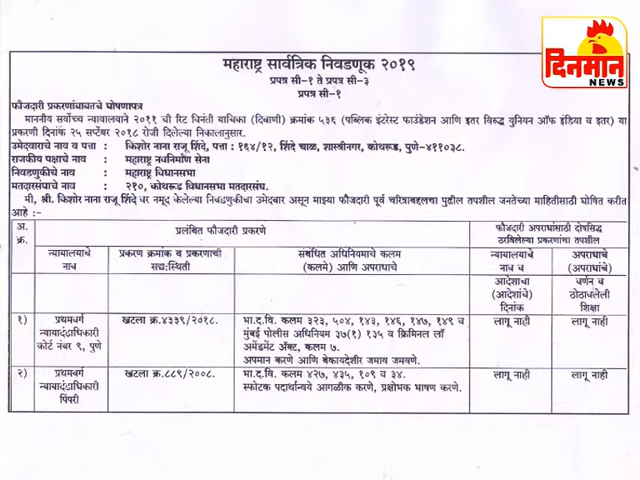 दिनमान
NEWS
महाराष्ट्र सार्वत्रिक निवडणूक २०१९
प्रपत्र सी-१ ते प्रपत्र सी-३
प्रपत्र सी-१
फौजदारी प्रकरणांबाबतचे घोषणापत्र
माननीय सर्वोच्च न्यायालयाने २०११ ची रिट विनंती याचिका (दिवाणी) क्रमांक ५३६ (पब्लिक इंटरेस्ट फाउंडेशन आणि इतर विरुद्ध युनियन ऑफ इंडिया व इतर) या
प्रकरणी दिनांक २५ सप्टेंबर २०१८ रोजी दिलेल्या निकालानुसार.
उमेदवाराचे नाव व पत्ता : किशोर नाना राजू शिंदे, पत्ता : १६४/१२, शिंदे चाळ, शास्त्रीनगर, कोथरूड, पुणे-४११०३८.
राजकीय पक्षाचे नाव : महाराष्ट्र नवनिर्माण सेना
निवडणुकीचे नाव : महाराष्ट्र विधानसभा
मतदारसंघाचे नाव : २१०, कोथरूड विधानसभा मतदारसंघ.
मी, श्री. किशोर नाना राजू शिंदे वर नमूद केलेल्या निवडणुकीचा उमेदवार असून माझ्या फौजदारी पूर्व चरित्राबद्दलचा पुढील तपशील जनतेच्या माहितीसाठी घोषित करीत
आहे :-
अ.
क्र.
प्रलंबित फौजदारी प्रकरणे
फौजदारी अपराधांसाठी दोषसिद्ध
ठरविलेल्या प्रकरणांचा तपशील
न्यायालयाचे
नाव
प्रकरण क्रमांक व प्रकरणाची
सद्य:स्थिती
संबंधित अधिनियमाचे कलम
(कलमे) आणि अपराधाचे
न्यायालयाचे
नाव व
आदेशाचा
(आदेशांचे)
दिनांक
अपराधाचे
(अपराधांचे)
वर्णन व
ठोठावलेली
शिक्षा
१)
प्रथमवर्ग
न्यायदंडाधिकारी
कोर्ट नंबर ९, पुणे
खटला क्र.४३३९/२०१८.
भा.द.वि. कलम ३२३, ५०४, १४३, १४६, १४७, १४९ व
मुंबई पोलीस अधिनियम ३७(१) १३५ व क्रिमिनल लॉ
अमेंडमेंट ॲक्ट, कलम ७.
अपमान करणे आणि बेकायदेशीर जमाव जमवणे.
लागू नाही
लागू नाही
२)
प्रथमवर्ग
न्यायदंडाधिकारी
पिंपरी
खटला क्र.८८९/२००८.
भा.द.वि. कलम ४२७, ४३५, १०९ व ३४.
स्फोटक पदार्थान्वये आगळीक करणे, प्रक्षोभक भाषण करणे.
लागू नाही
लागू नाही